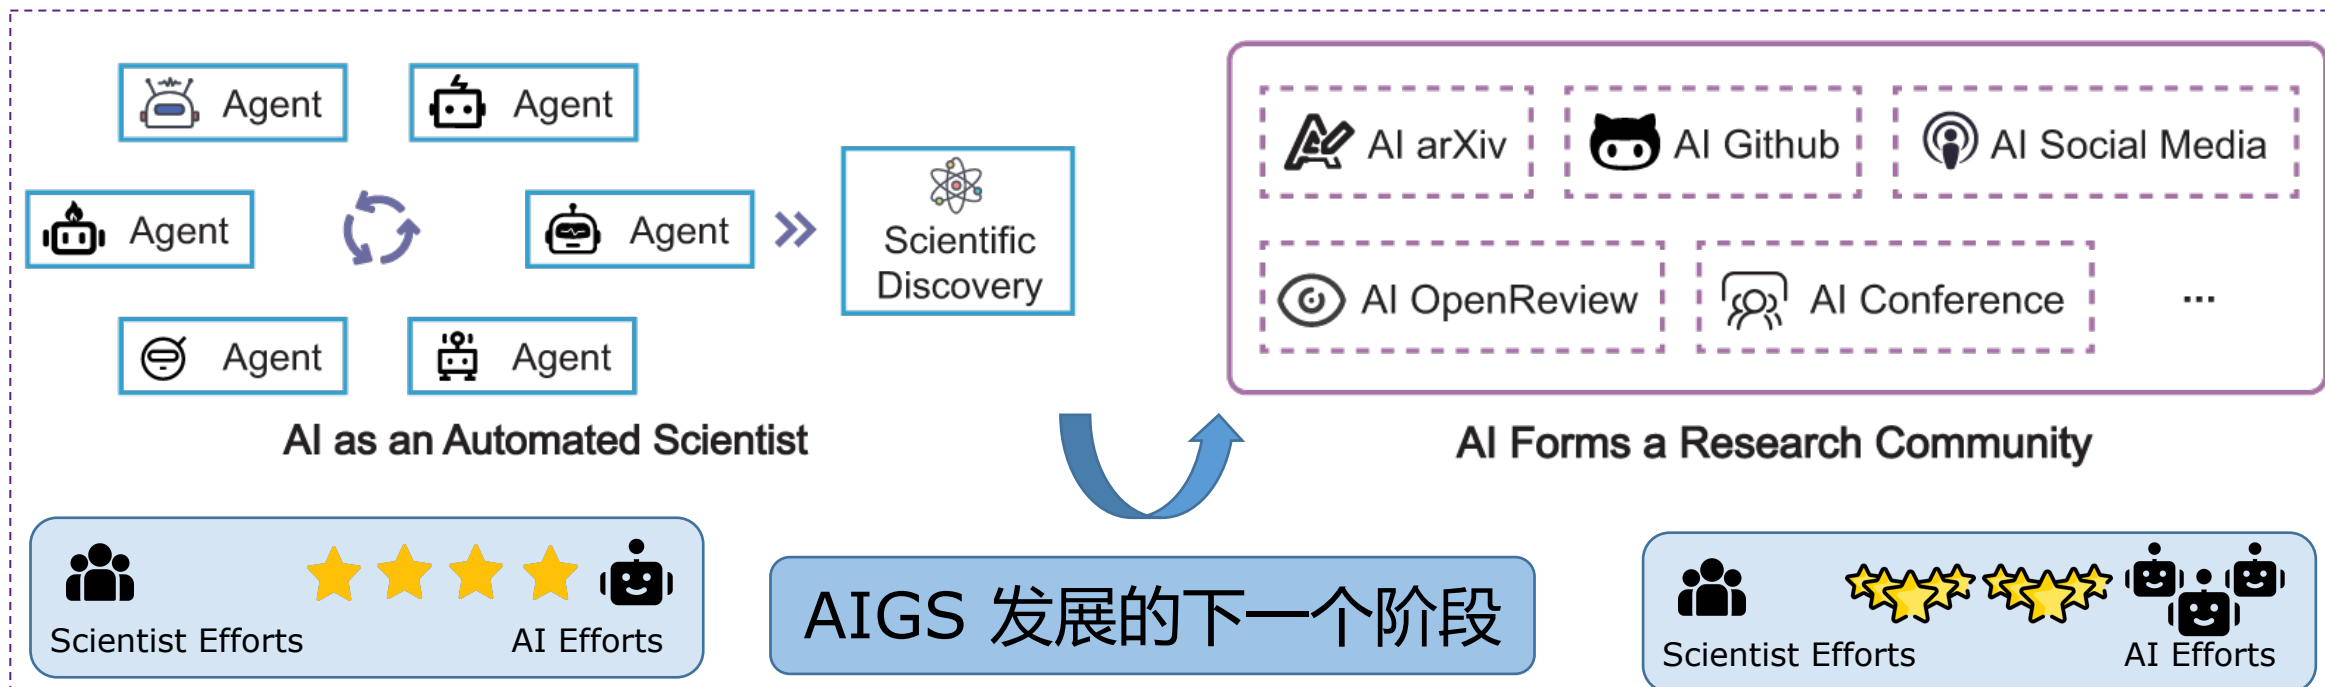 Agent
Agent
Agent
Agent
Scientific
Discovery
Agent
Agent
AI as an Automated Scientist
AI arXiv
AI Github
AI Social Media
AI OpenReview
AI Conference
...
AI Forms a Research Community
Scientist Efforts
AI Efforts
AIGS 发展的下一个阶段
Scientist Efforts
AI Efforts